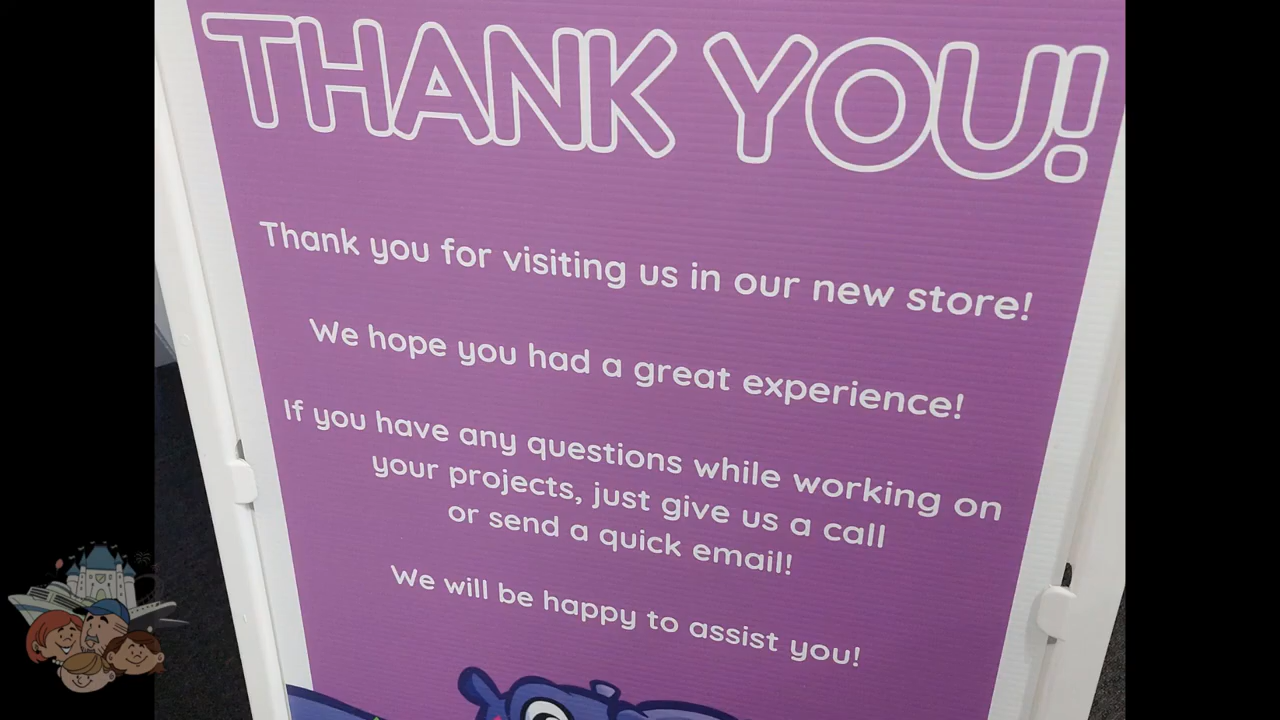 THANK YOU!
Thank you for visiting us in our new store!
We hope you had a great experience!
If you have any questions while working on
your projects, just give us a call
or send a quick email!
We will be happy to assist you!